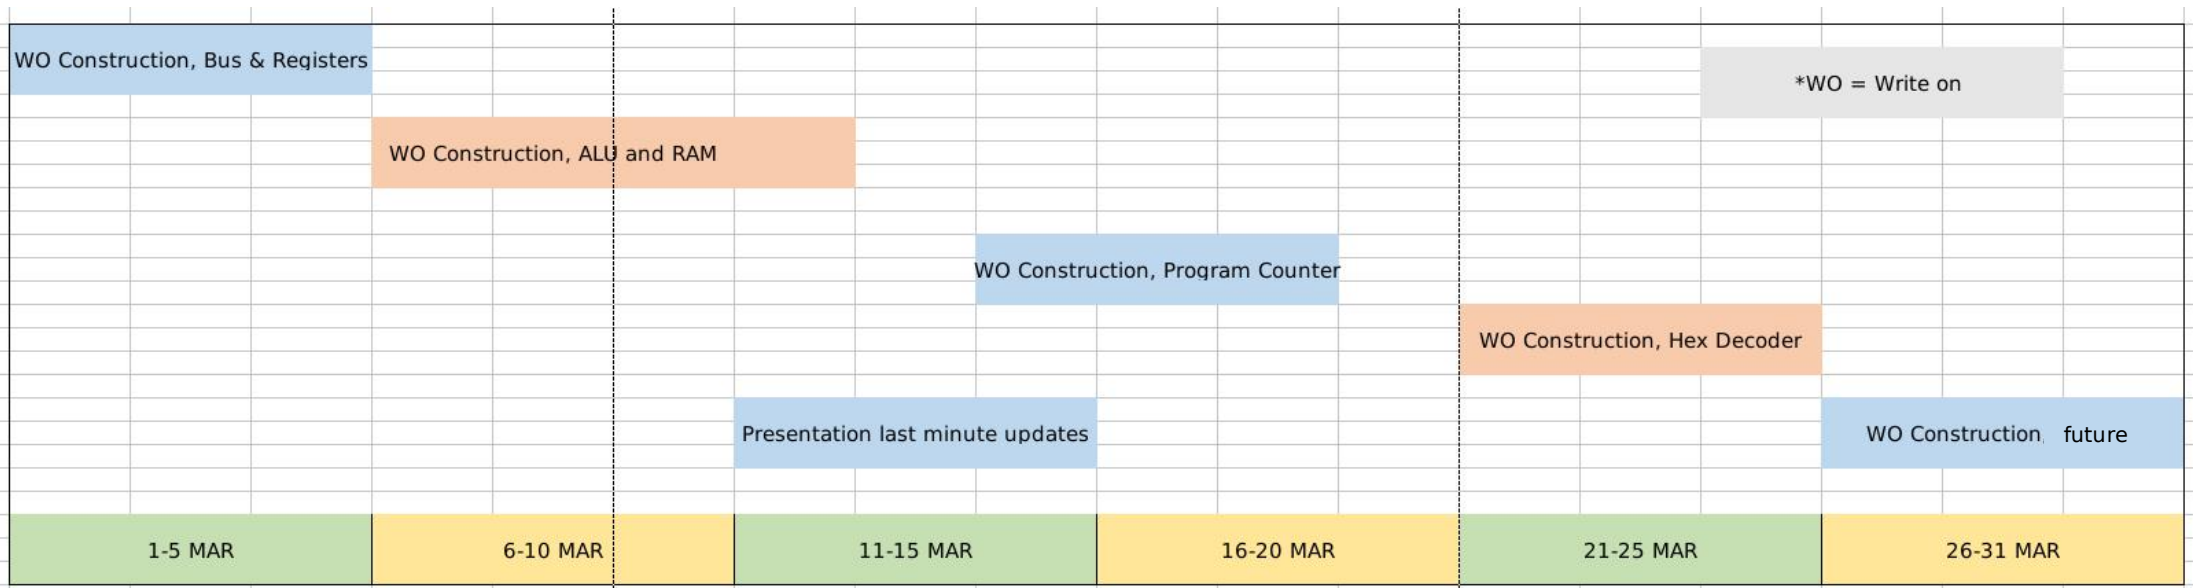 WO Construction, Bus & Registers
*WO = Write on
WO Construction, ALU and RAM
WO Construction, Program Counter
WO Construction, Hex Decoder
Presentation last minute updates
WO Construction, future
1-5 MAR
6-10 MAR
11-15 MAR
16-20 MAR
21-25 MAR
26-31 MAR